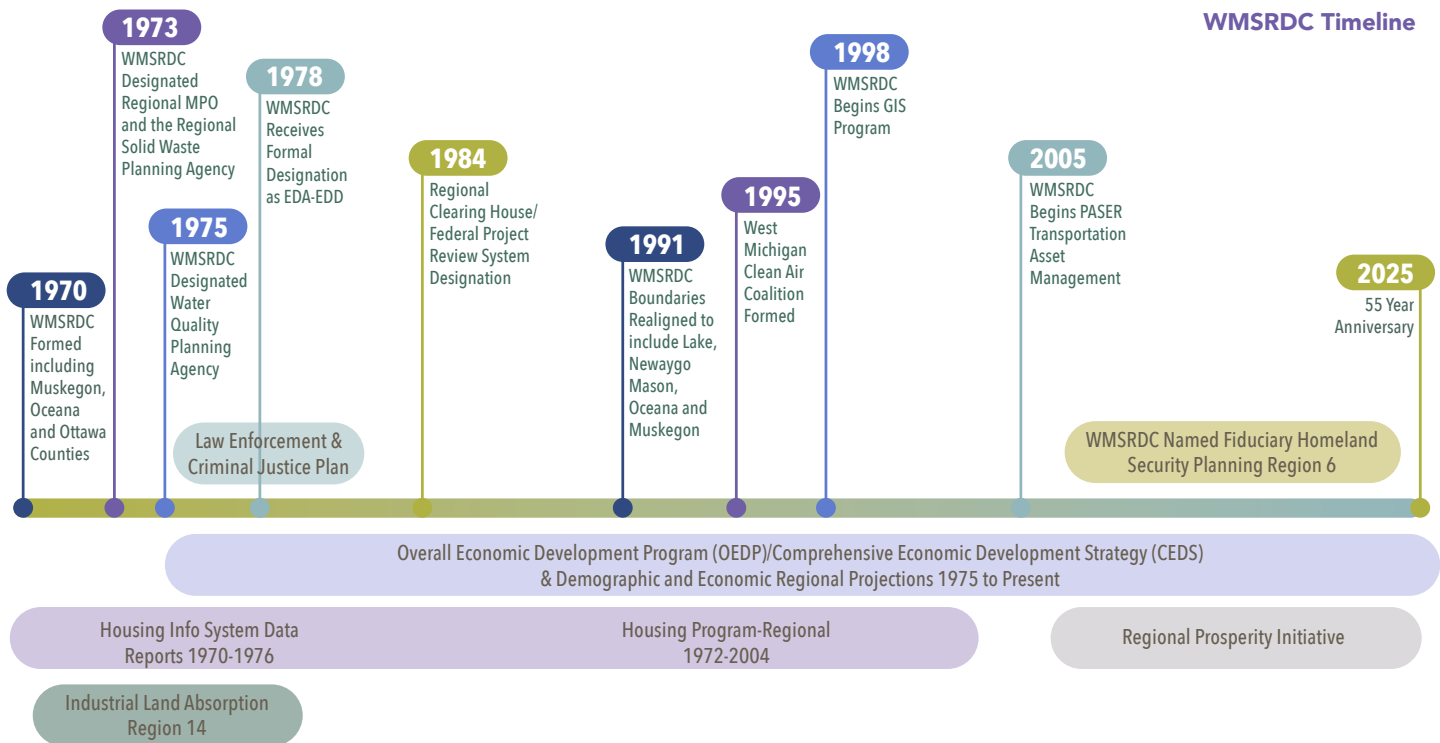 WMSRDC Timeline
1970
WMSRDC
Formed
including
Muskegon,
Oceana
and Ottawa
Counties
1973
WMSRDC
Designated
Regional MPO
and the Regional
Solid Waste
Planning Agency
1975
WMSRDC
Designated
Water
Quality
Planning
Agency
1978
WMSRDC
Receives
Formal
Designation
as EDA-EDD
1984
Regional
Clearing House/
Federal Project
Review System
Designation
1991
WMSRDC
Boundaries
Realigned to
include Lake,
Newaygo
Mason,
Oceana and
Muskegon
1995
West
Michigan
Clean Air
Coalition
Formed
1998
WMSRDC
Begins GIS
Program
2005
WMSRDC
Begins PASER
Transportation
Asset
Management
2025
55 Year
Anniversary
Law Enforcement &
Criminal Justice Plan
WMSRDC Named Fiduciary Homeland
Security Planning Region 6
Overall Economic Development Program (OEDP)/Comprehensive Economic Development Strategy (CEDS)
& Demographic and Economic Regional Projections 1975 to Present
Housing Info System Data
Reports 1970-1976
Housing Program-Regional
1972-2004
Regional Prosperity Initiative
Industrial Land Absorption
Region 14